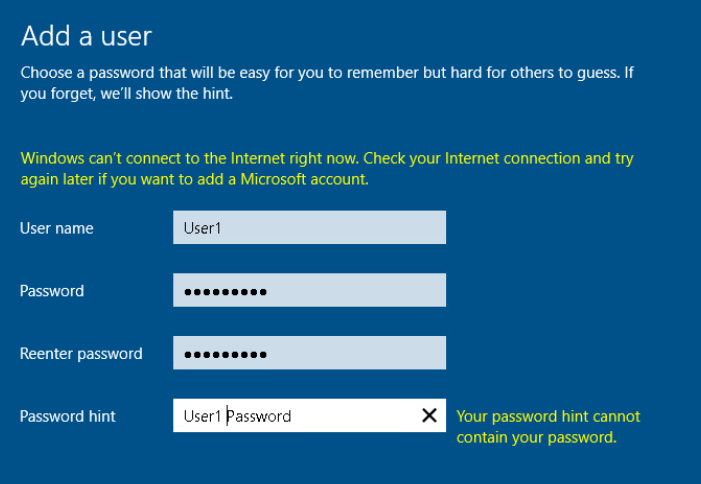 Add a user
Choose a password that will be easy for you to remember but hard for others to guess. If
you forget, we'll show the hint.
Windows can't connect to the Internet right now. Check your Internet connection and try
again later if you want to add a Microsoft account.
User name User1
Password ●●●●●●●●●
Reenter password ●●●●●●●●●
Password hint User1 Password Your password hint cannot
contain your password.